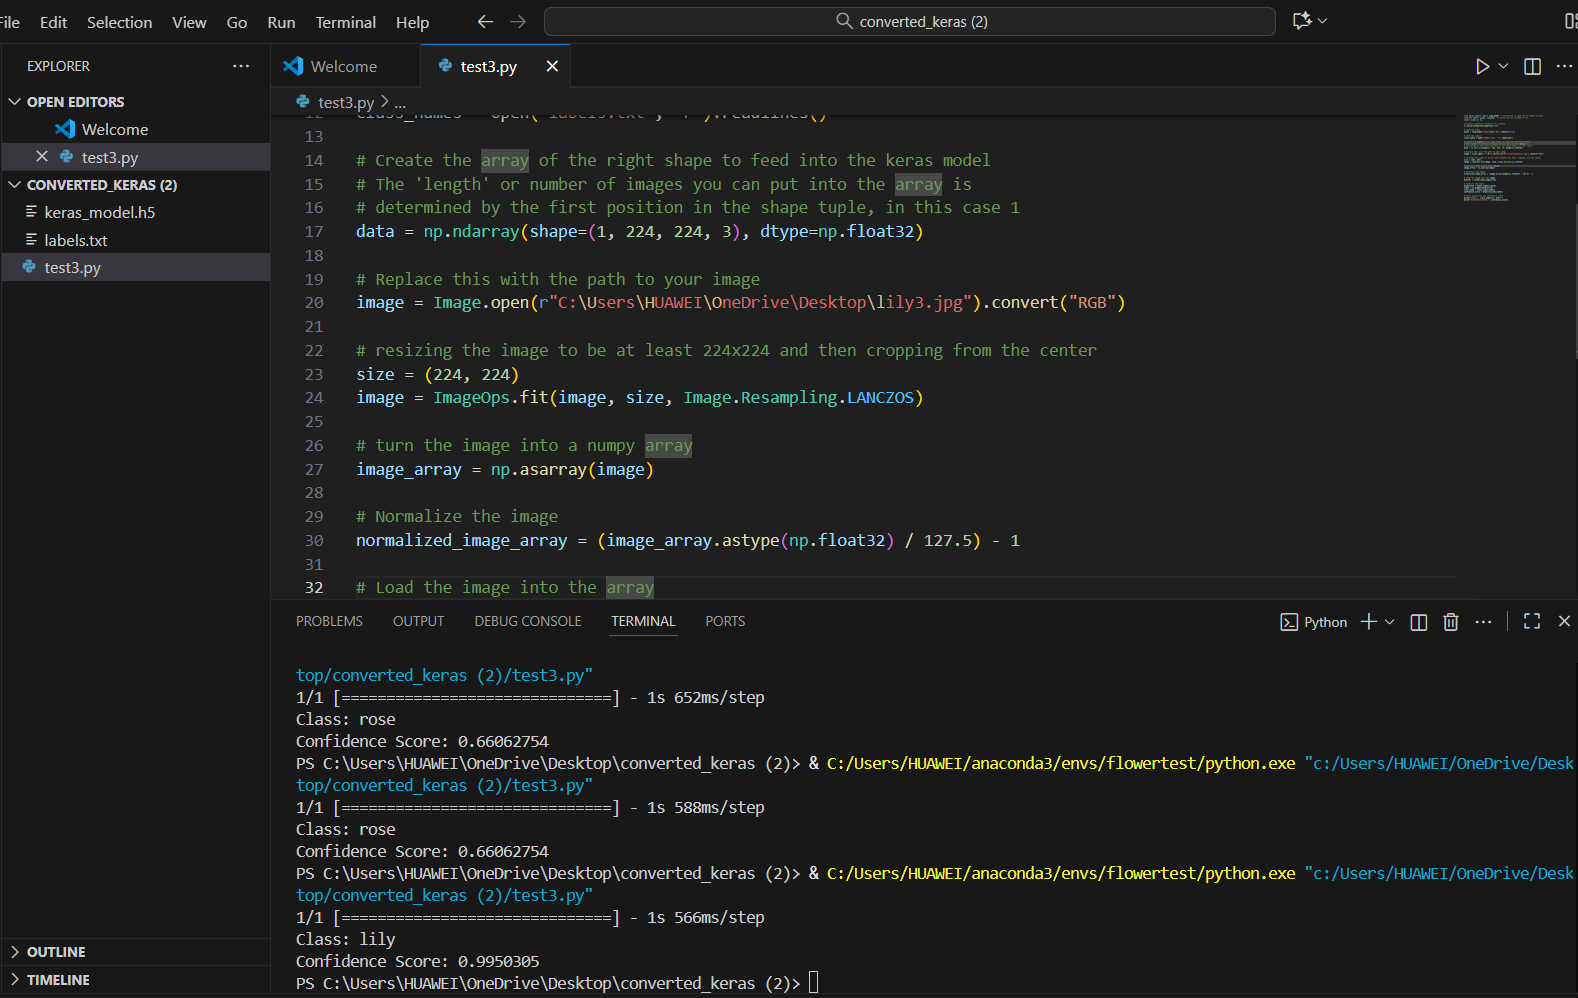 File Edit Selection View Go Run Terminal Help
converted_keras (2)
EXPLORER
OPEN EDITORS
Welcome
test3.py
CONVERTED_KERAS (2)
keras_model.h5
labels.txt
test3.py
OUTLINE
TIMELINE
Welcome
test3.py
test3.py > ...
13
14 # Create the array of the right shape to feed into the keras model
15 # The 'length' or number of images you can put into the array is
16 # determined by the first position in the shape tuple, in this case 1
17 data = np.ndarray(shape=(1, 224, 224, 3), dtype=np.float32)
18
19 # Replace this with the path to your image
20 image = Image.open(r"C:\Users\HUAWEI\OneDrive\Desktop\lily3.jpg").convert("RGB")
21
22 # resizing the image to be at least 224x224 and then cropping from the center
23 size = (224, 224)
24 image = ImageOps.fit(image, size, Image.Resampling.LANCZOS)
25
26 # turn the image into a numpy array
27 image_array = np.asarray(image)
28
29 # Normalize the image
30 normalized_image_array = (image_array.astype(np.float32) / 127.5) - 1
31
32 # Load the image into the array
PROBLEMS OUTPUT DEBUG CONSOLE TERMINAL PORTS
Python
top/converted_keras (2)/test3.py"
1/1 [==============================] - 1s 652ms/step
Class: rose
Confidence Score: 0.66062754
PS C:\Users\HUAWEI\OneDrive\Desktop\converted_keras (2)> & C:/Users/HUAWEI/anaconda3/envs/flowertest/python.exe "c:/Users/HUAWEI/OneDrive/Desk
top/converted_keras (2)/test3.py"
1/1 [==============================] - 1s 588ms/step
Class: rose
Confidence Score: 0.66062754
PS C:\Users\HUAWEI\OneDrive\Desktop\converted_keras (2)> & C:/Users/HUAWEI/anaconda3/envs/flowertest/python.exe "c:/Users/HUAWEI/OneDrive/Desk
top/converted_keras (2)/test3.py"
1/1 [==============================] - 1s 566ms/step
Class: lily
Confidence Score: 0.9950305
PS C:\Users\HUAWEI\OneDrive\Desktop\converted_keras (2)>